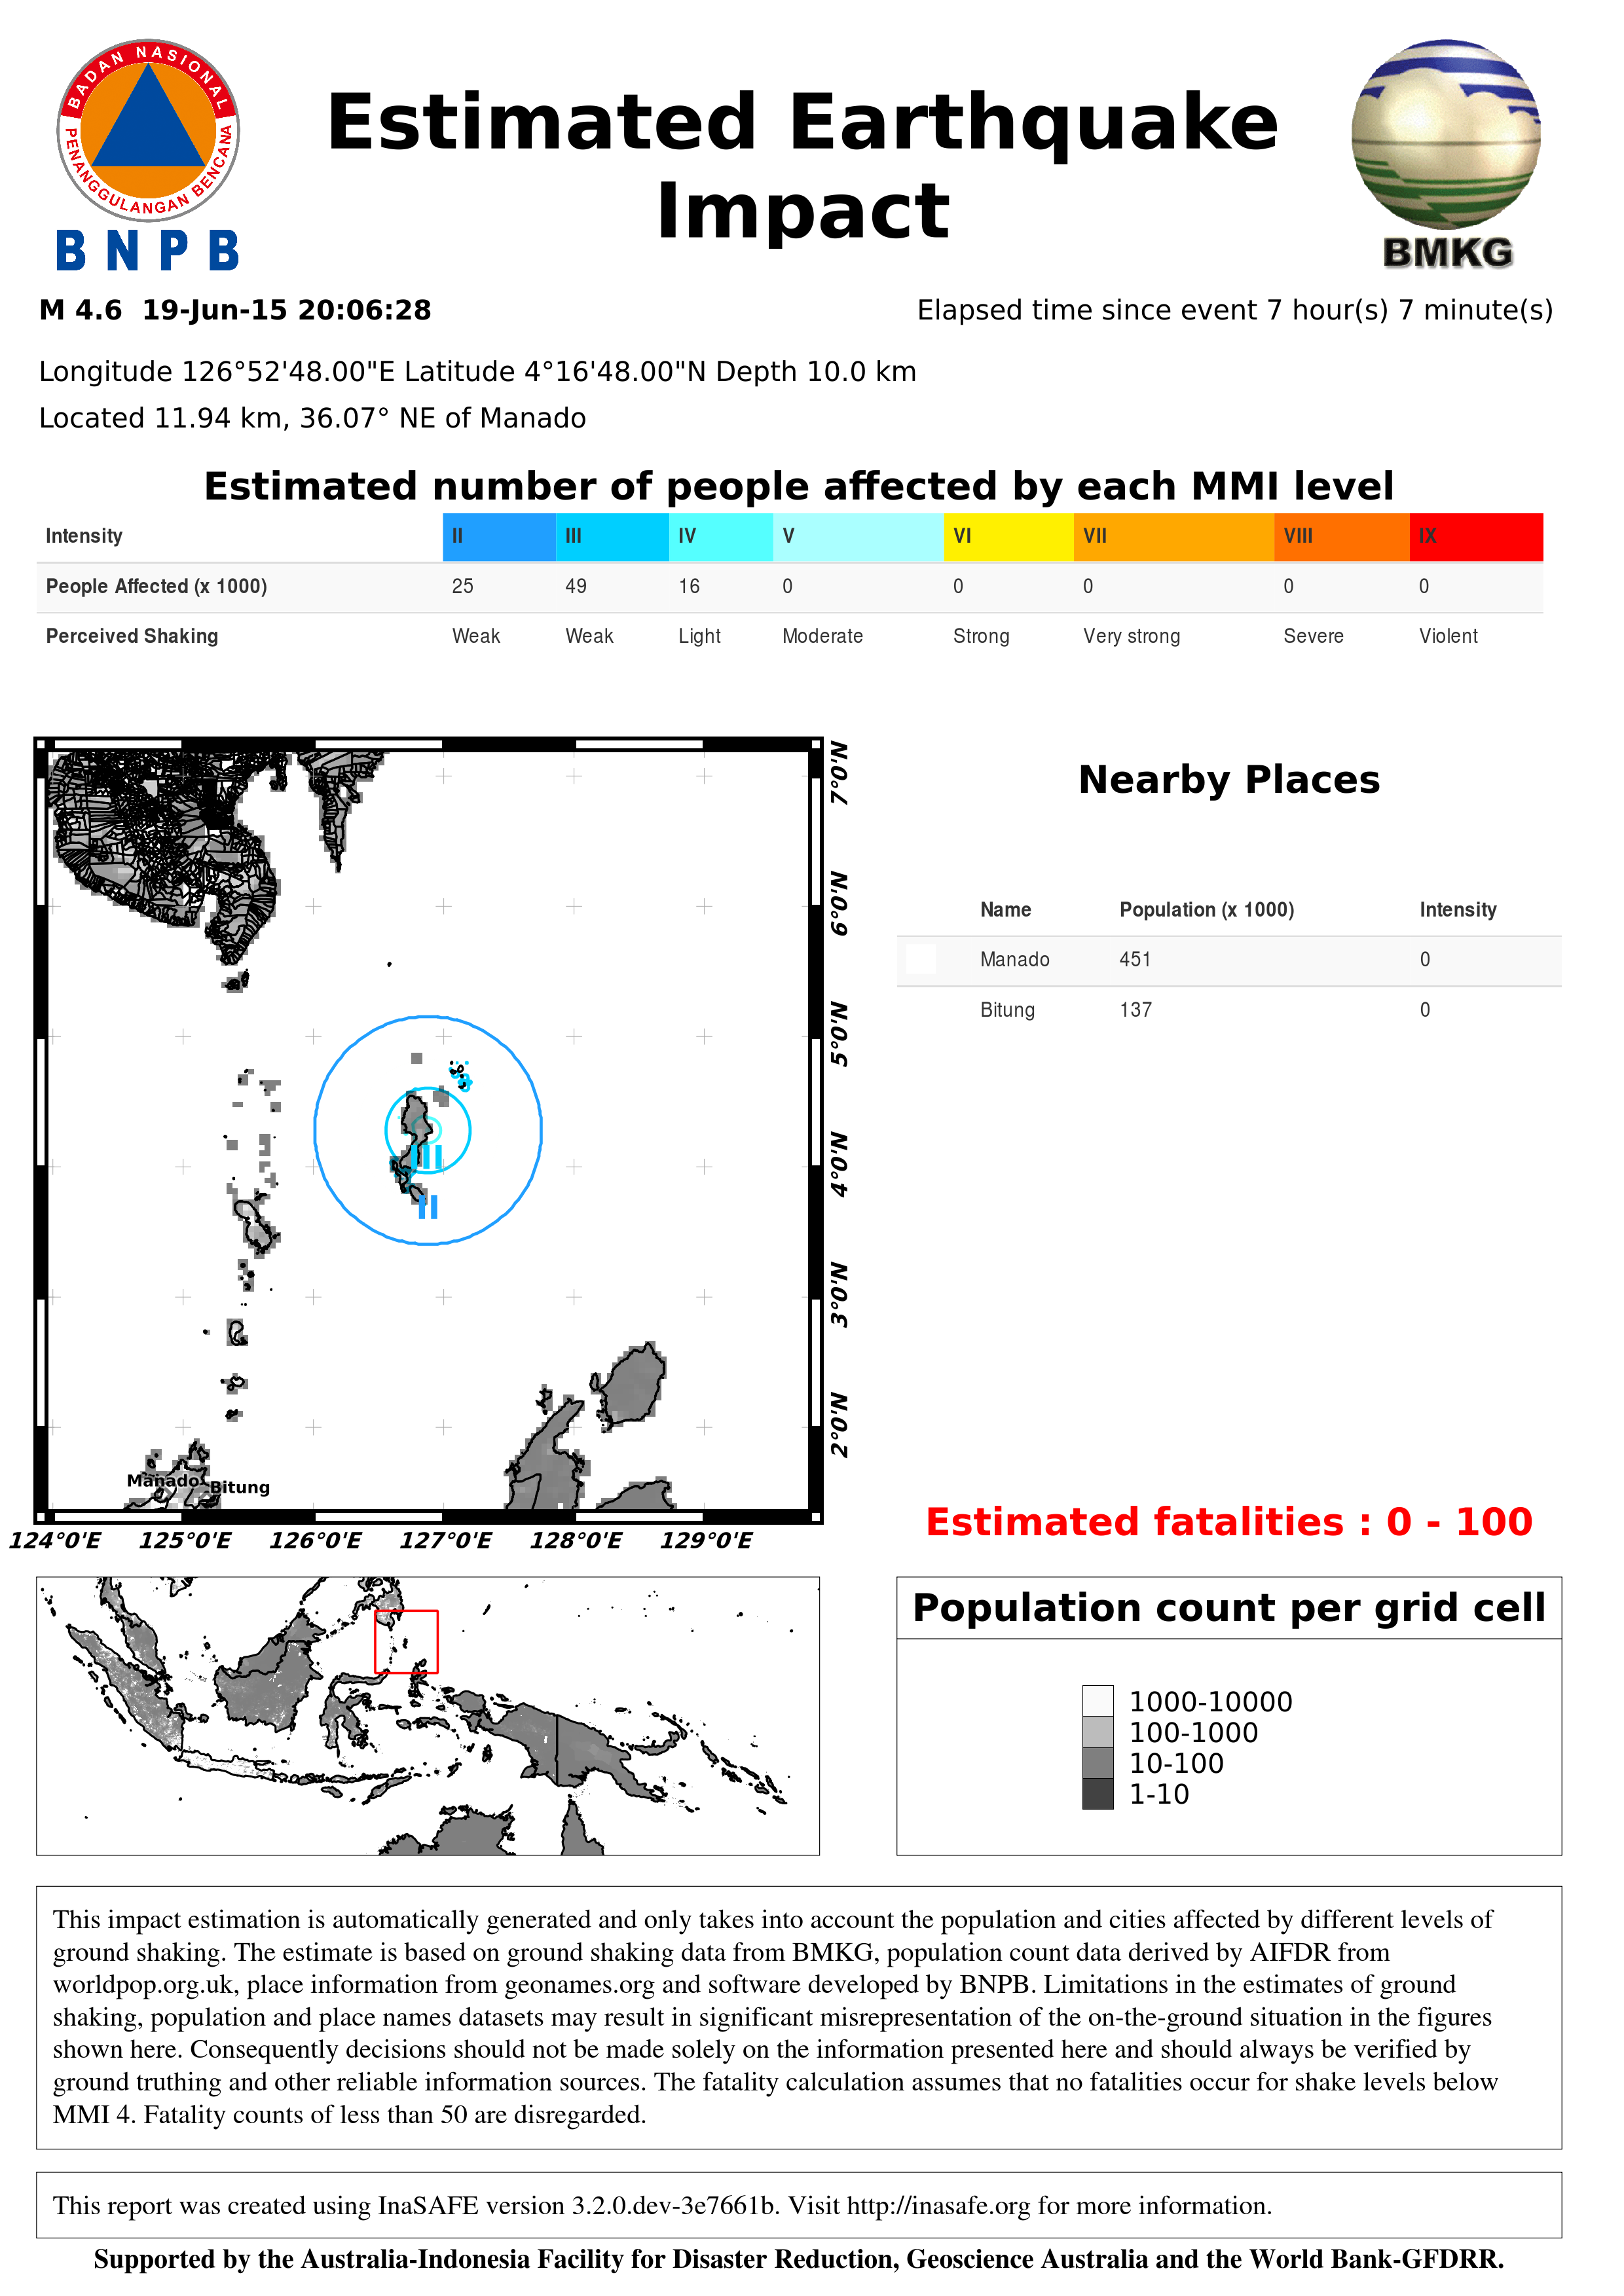 BADAN NASIONAL
PENANGGULANGAN BENCANA
BNPB
Estimated Earthquake
Impact
BMKG
M 4.6  19-Jun-15 20:06:28
Elapsed time since event 7 hour(s) 7 minute(s)
Longitude 126°52'48.00"E Latitude 4°16'48.00"N Depth 10.0 km
Located 11.94 km, 36.07° NE of Manado
Estimated number of people affected by each MMI level
Intensity II III IV V VI VII VIII IX
People Affected (x 1000) 25 49 16 0 0 0 0 0
Perceived Shaking Weak Weak Light Moderate Strong Very strong Severe Violent
7°0'N
6°0'N
5°0'N
4°0'N
3°0'N
2°0'N
III
II
Manado
Bitung
124°0'E 125°0'E 126°0'E 127°0'E 128°0'E 129°0'E
Nearby Places
Name Population (x 1000) Intensity
Manado 451 0
Bitung 137 0
Estimated fatalities : 0 - 100
Population count per grid cell
1000-10000
100-1000
10-100
1-10
This impact estimation is automatically generated and only takes into account the population and cities affected by different levels of
ground shaking. The estimate is based on ground shaking data from BMKG, population count data derived by AIFDR from
worldpop.org.uk, place information from geonames.org and software developed by BNPB. Limitations in the estimates of ground
shaking, population and place names datasets may result in significant misrepresentation of the on-the-ground situation in the figures
shown here. Consequently decisions should not be made solely on the information presented here and should always be verified by
ground truthing and other reliable information sources. The fatality calculation assumes that no fatalities occur for shake levels below
MMI 4. Fatality counts of less than 50 are disregarded.
This report was created using InaSAFE version 3.2.0.dev-3e7661b. Visit http://inasafe.org for more information.
Supported by the Australia-Indonesia Facility for Disaster Reduction, Geoscience Australia and the World Bank-GFDRR.